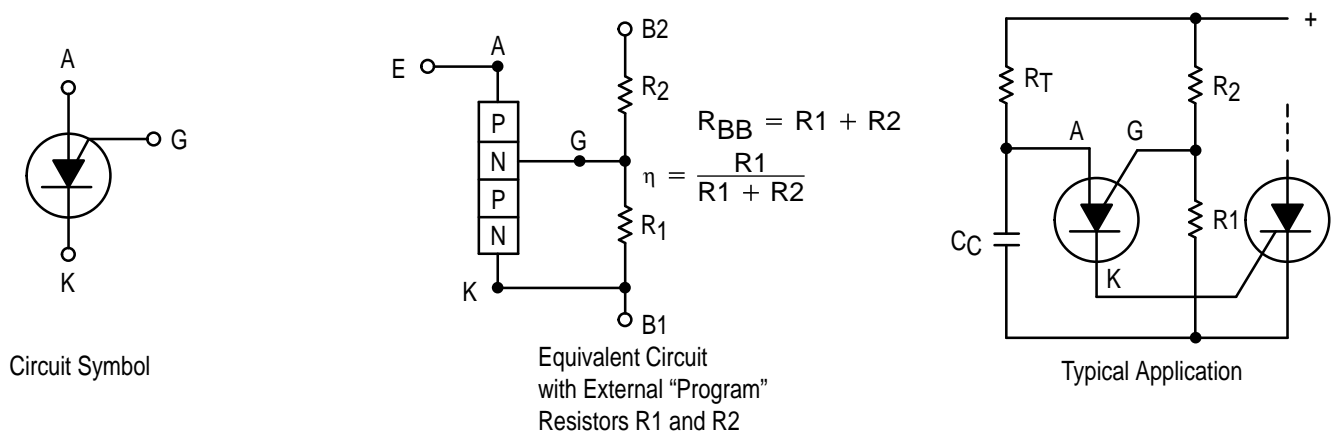 A
G
K
Circuit Symbol
B2
A
E
R2
P
N
P
N
G
RBB = R1 + R2
η = R1
R1 + R2
R1
K
B1
Equivalent Circuit
with External “Program”
Resistors R1 and R2
+
RT
R2
A
G
R1
CC
K
Typical Application